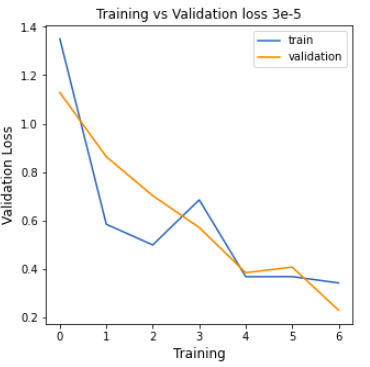 Training vs Validation loss 3e-5
train
validation
Validation Loss
1.4
1.2
1.0
0.8
0.6
0.4
0.2
0 1 2 3 4 5 6
Training